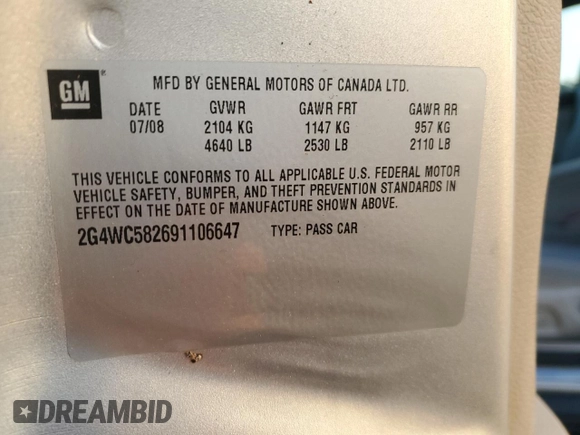 GM
MFD BY GENERAL MOTORS OF CANADA LTD.
DATE GVWR GAWR FRT GAWR RR
07/08 2104 KG 1147 KG 957 KG
4640 LB 2530 LB 2110 LB
THIS VEHICLE CONFORMS TO ALL APPLICABLE U.S. FEDERAL MOTOR
VEHICLE SAFETY, BUMPER, AND THEFT PREVENTION STANDARDS IN
EFFECT ON THE DATE OF MANUFACTURE SHOWN ABOVE.
2G4WC582691106647 TYPE: PASS CAR
DREAMBID